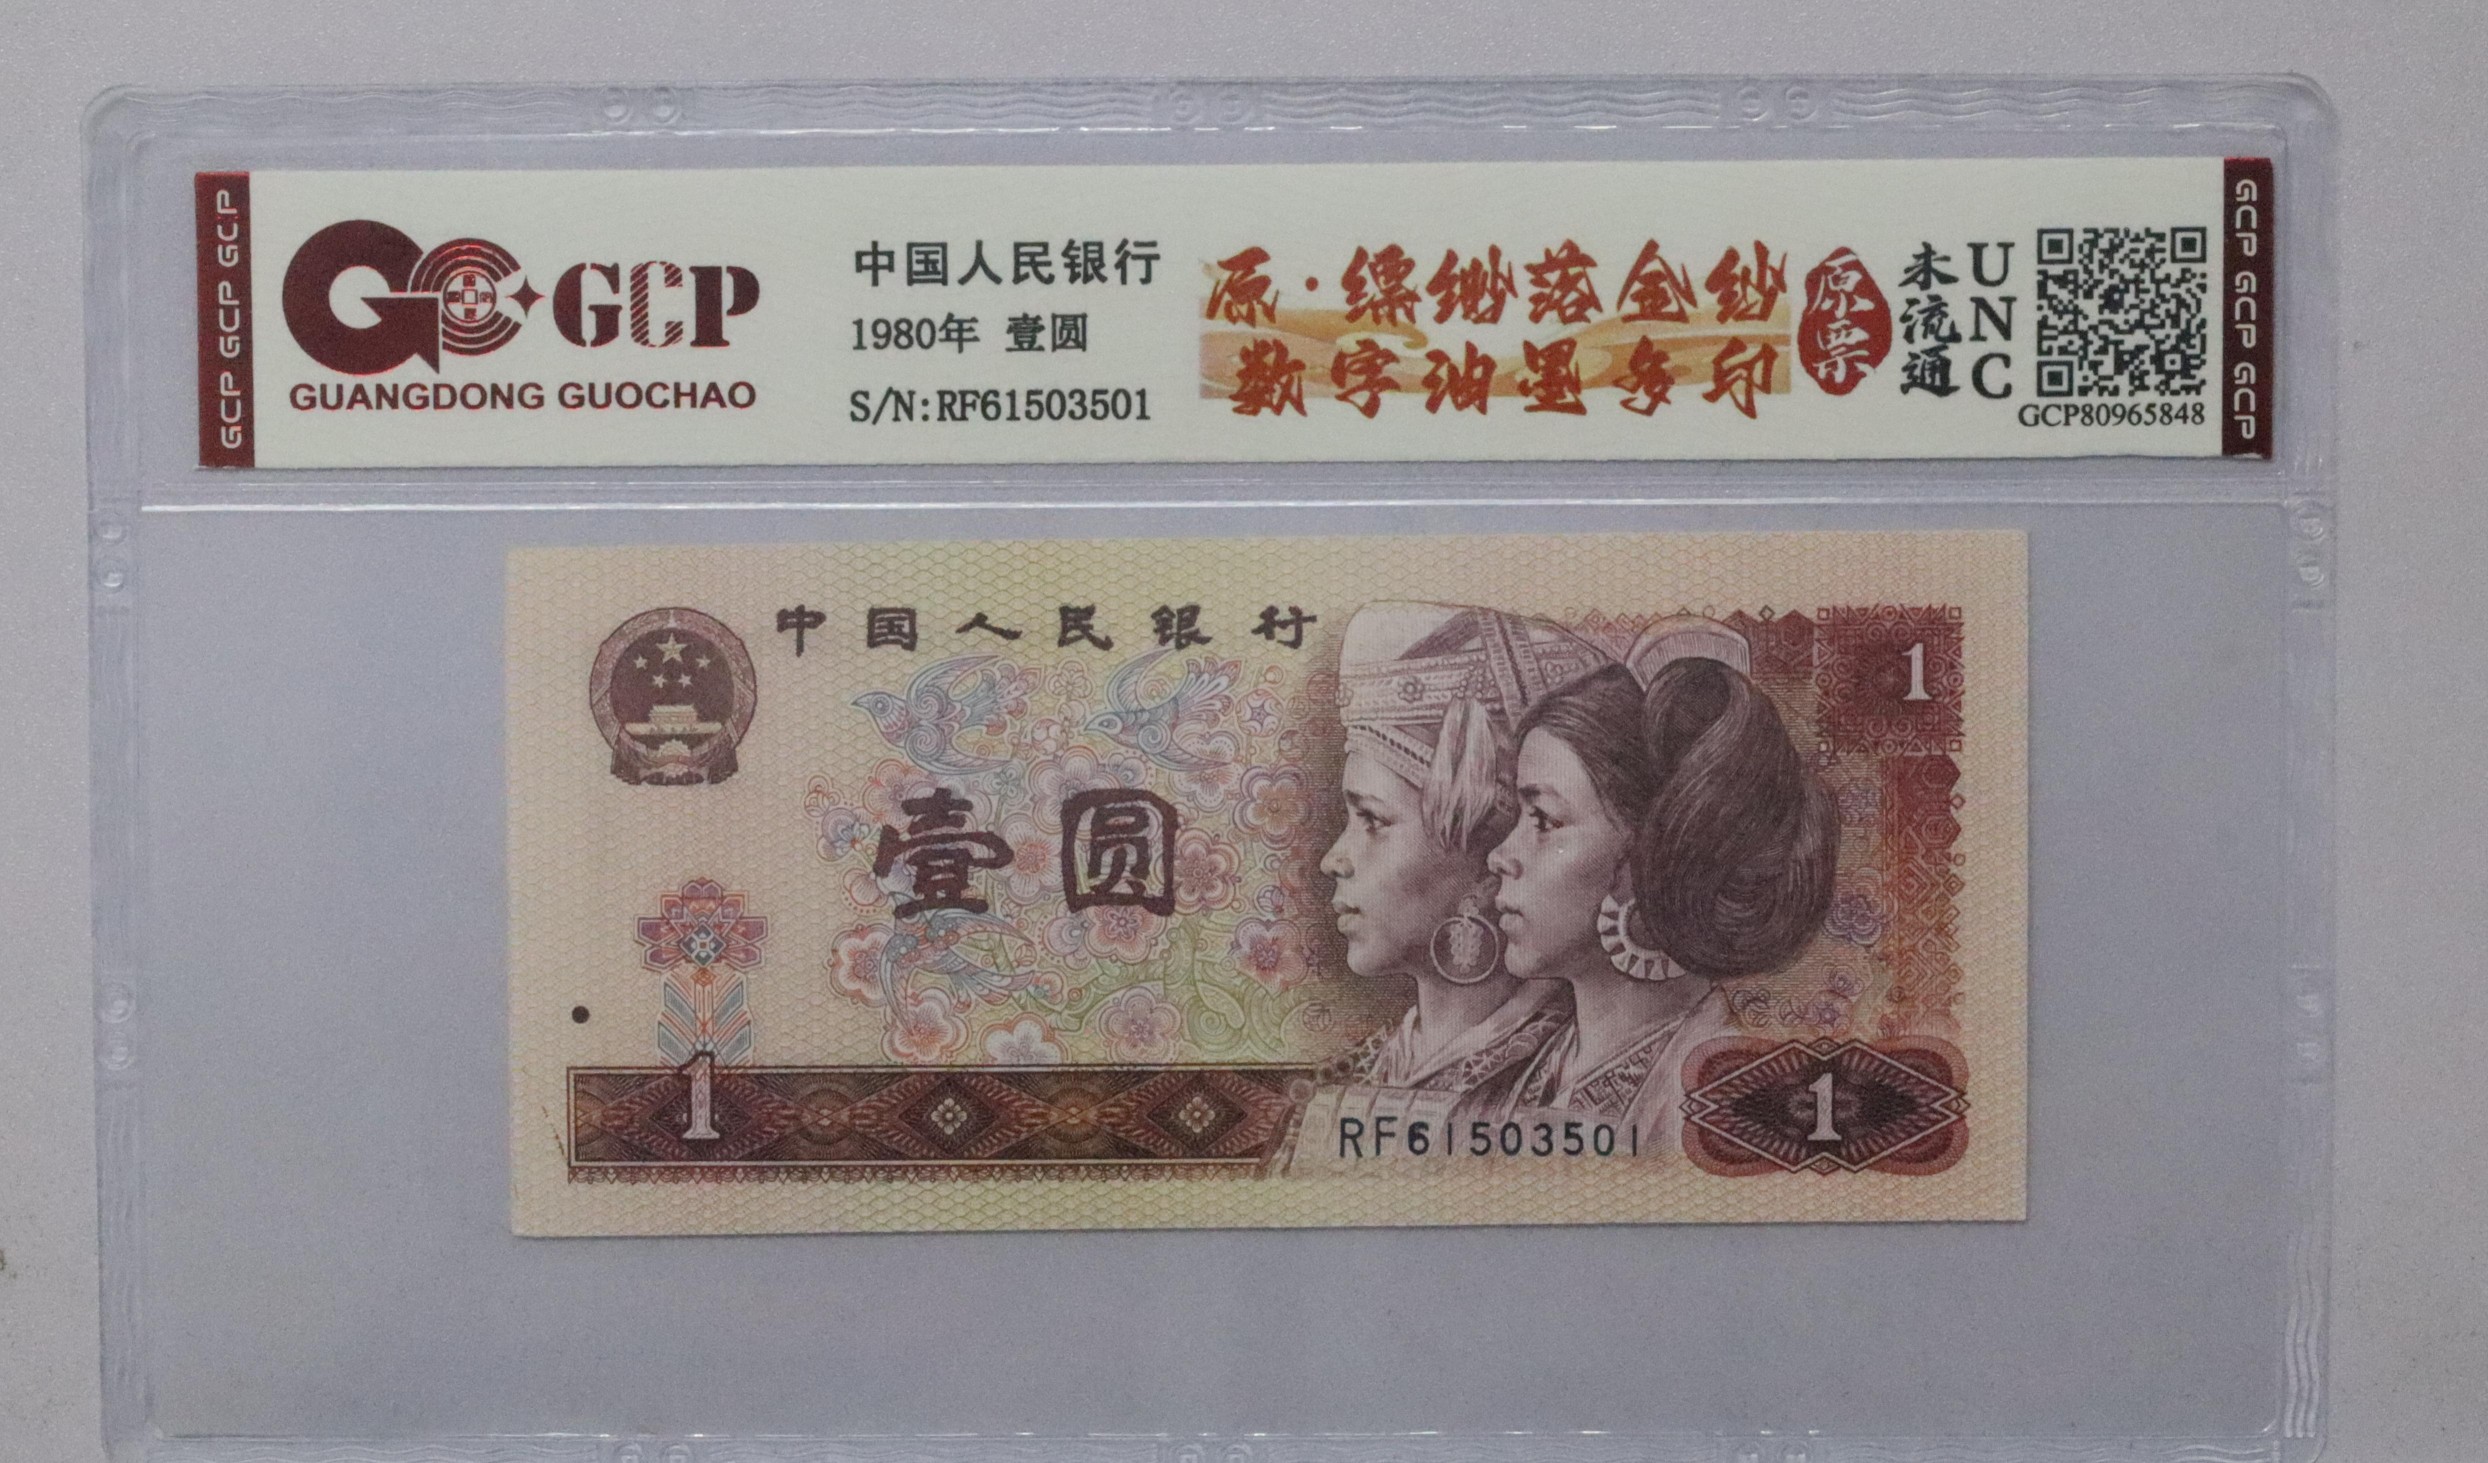 GCP GCP GCP
GCP
GUANGDONG GUOCHAO
中国人民银行
1980年 壹圆
S/N:RF61503501
原·缥缈落金纱
数字油墨多印
原票
未流通
UNC
GCP80965848
GCP GCP GCP
中国人民银行
1
壹圆
1
RF61503501
1